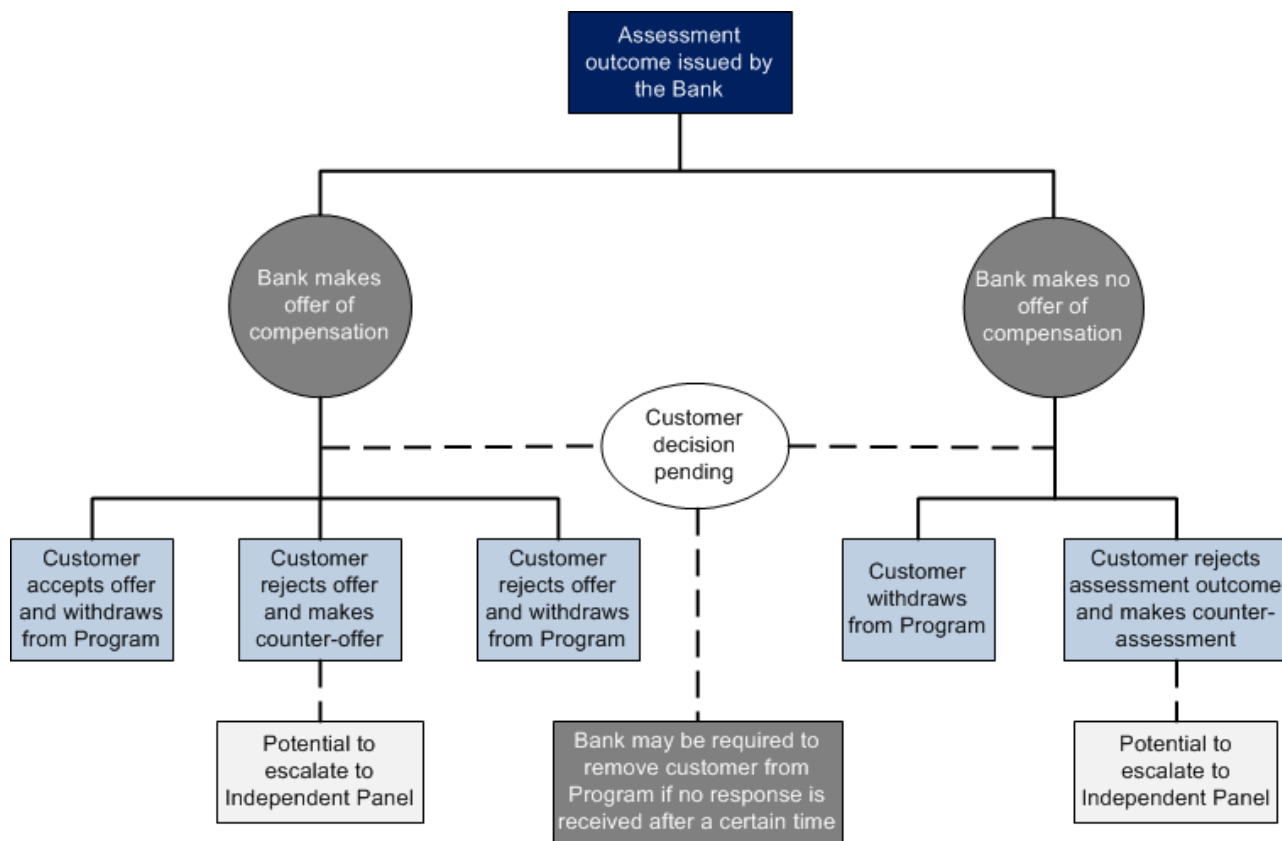 Assessment
outcome issued by
the Bank
Bank makes
offer of
compensation
Bank makes no
offer of
compensation
Customer
decision
pending
Customer
accepts offer
and withdraws
from Program
Customer
rejects offer
and makes
counter-offer
Customer
rejects offer
and withdraws
from Program
Customer
withdraws
from Program
Customer rejects
assessment outcome
and makes counter-
assessment
Potential to
escalate to
Independent Panel
Bank may be required to
remove customer from
Program if no response is
received after a certain time
Potential to
escalate to
Independent Panel